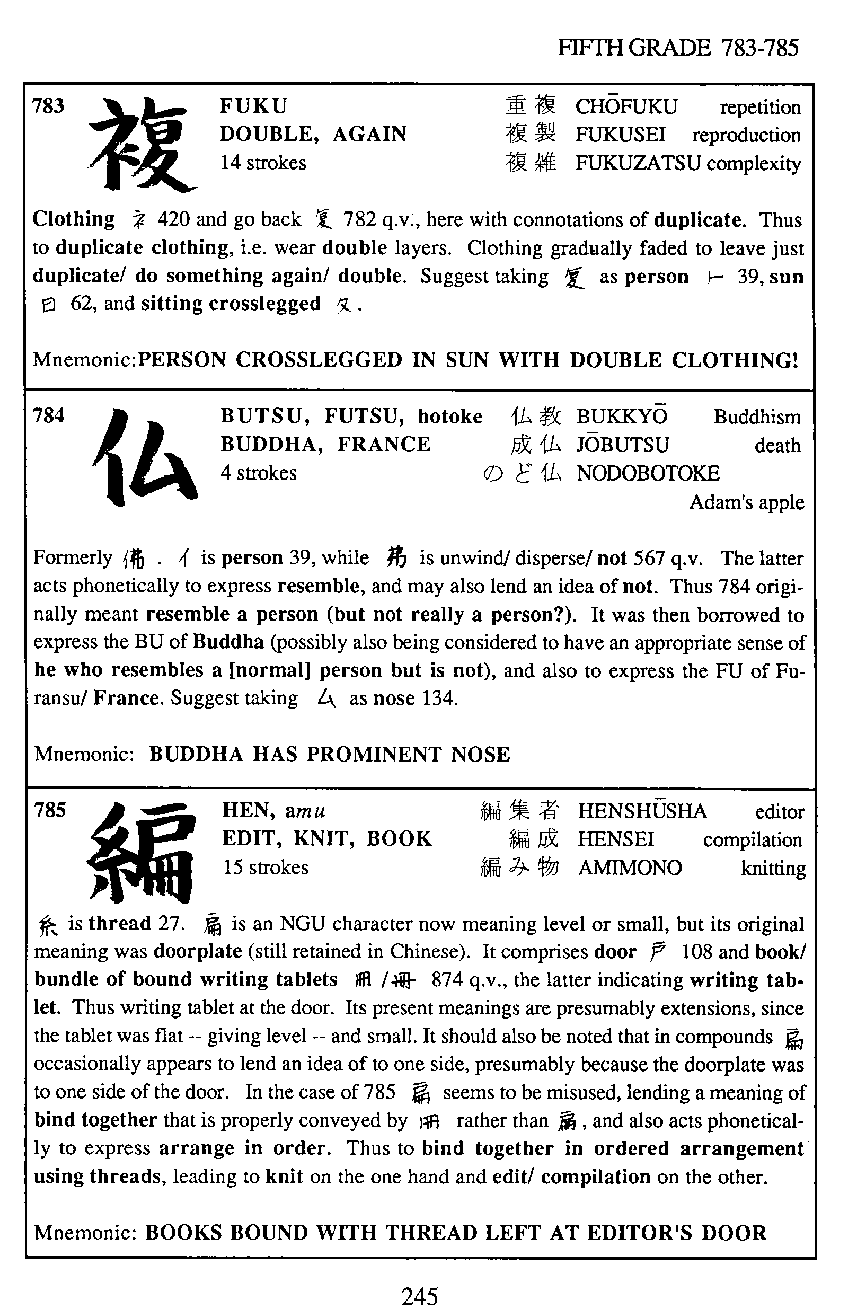 FIFTH GRADE 783-785
783 複 FUKU 重複 CHŌFUKU repetition
DOUBLE, AGAIN 複製 FUKUSEI reproduction
14 strokes 複雑 FUKUZATSU complexity
Clothing 衤 420 and go back 复 782 q.v., here with connotations of duplicate. Thus
to duplicate clothing, i.e. wear double layers. Clothing gradually faded to leave just
duplicate/ do something again/ double. Suggest taking 复 as person 𠂉 39, sun
日 62, and sitting crosslegged 夂.
Mnemonic:PERSON CROSSLEGGED IN SUN WITH DOUBLE CLOTHING!
784 仏 BUTSU, FUTSU, hotoke 仏教 BUKKYŌ Buddhism
BUDDHA, FRANCE 成仏 JŌBUTSU death
4 strokes のど仏 NODOBOTOKE
Adam's apple
Formerly 佛 . 亻 is person 39, while 弗 is unwind/ disperse/ not 567 q.v. The latter
acts phonetically to express resemble, and may also lend an idea of not. Thus 784 origi-
nally meant resemble a person (but not really a person?). It was then borrowed to
express the BU of Buddha (possibly also being considered to have an appropriate sense of
he who resembles a [normal] person but is not), and also to express the FU of Fu-
ransu/ France. Suggest taking ム as nose 134.
Mnemonic: BUDDHA HAS PROMINENT NOSE
785 編 HEN, amu 編集者 HENSHŪSHA editor
EDIT, KNIT, BOOK 編成 HENSEI compilation
15 strokes 編み物 AMIMONO knitting
糸 is thread 27. 扁 is an NGU character now meaning level or small, but its original
meaning was doorplate (still retained in Chinese). It comprises door 戸 108 and book/
bundle of bound writing tablets 冊 /冊 874 q.v., the latter indicating writing tab-
let. Thus writing tablet at the door. Its present meanings are presumably extensions, since
the tablet was flat -- giving level -- and small. It should also be noted that in compounds 扁
occasionally appears to lend an idea of to one side, presumably because the doorplate was
to one side of the door. In the case of 785 扁 seems to be misused, lending a meaning of
bind together that is properly conveyed by 冊 rather than 扁, and also acts phonetical-
ly to express arrange in order. Thus to bind together in ordered arrangement
using threads, leading to knit on the one hand and edit/ compilation on the other.
Mnemonic: BOOKS BOUND WITH THREAD LEFT AT EDITOR'S DOOR
245